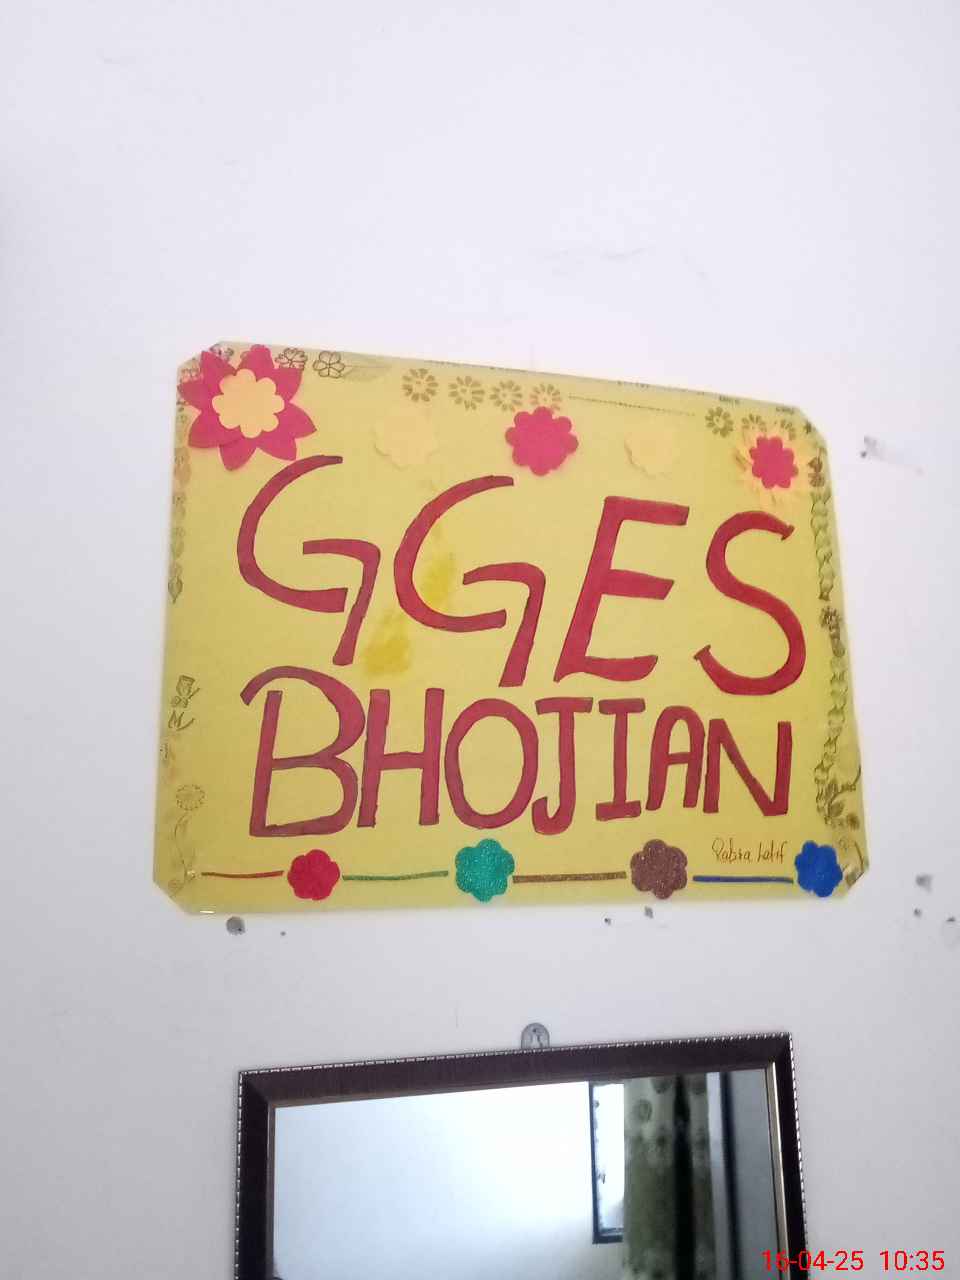 GGES
BHOJIAN
Rabia Latif
16-04-25 10:35